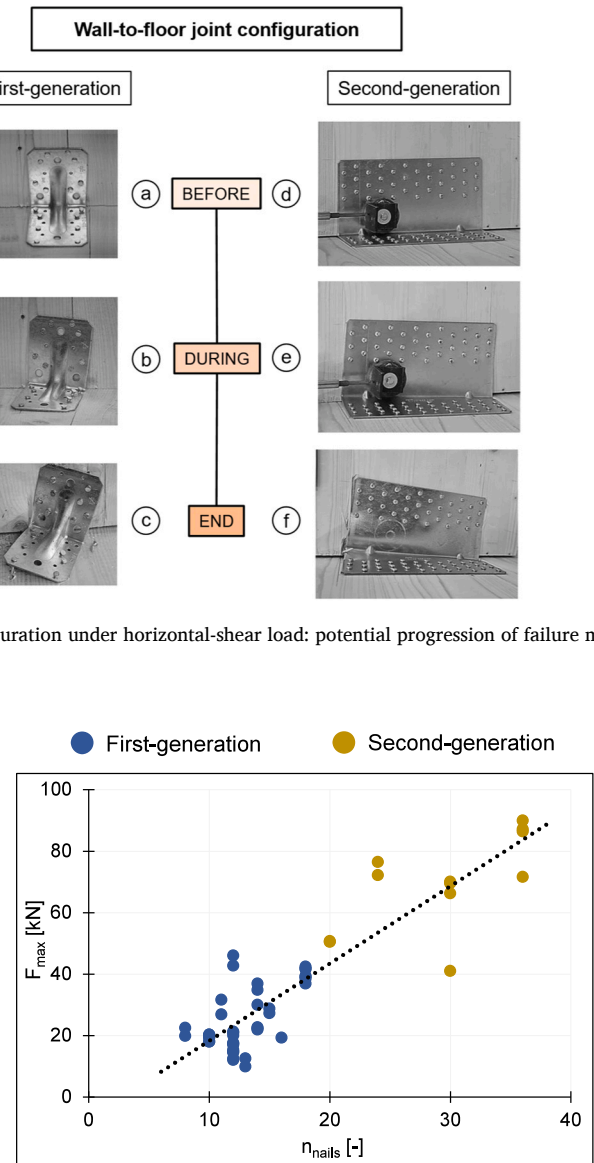 Wall-to-floor joint configuration
irst-generation
Second-generation
a BEFORE d
b DURING e
c END f
uration under horizontal-shear load: potential progression of failure
First-generation Second-generation
100
80
60
40
20
0
F_max [kN]
0 10 20 30 40
n_nails [-]